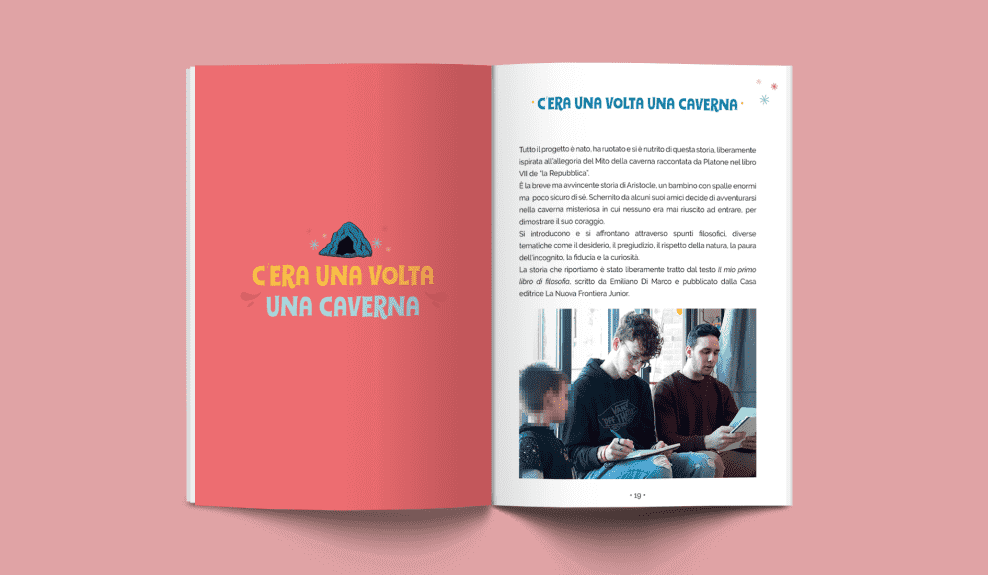 C'ERA UNA VOLTA
UNA CAVERNA
C'ERA UNA VOLTA UNA CAVERNA
Tutto il progetto è nato, ha ruotato e si è nutrito di questa storia, liberamente
ispirata all'allegoria del Mito della caverna raccontata da Platone nel libro
VII de "la Repubblica".
È la breve ma avvincente storia di Aristocle, un bambino con spalle enormi
ma poco sicuro di sé. Schernito da alcuni suoi amici decide di avventurarsi
nella caverna misteriosa in cui nessuno era mai riuscito ad entrare, per
dimostrare il suo coraggio.
Si introducono e si affrontano attraverso spunti filosofici, diverse
tematiche come il desiderio, il pregiudizio, il rispetto della natura, la paura
dell'incognito, la fiducia e la curiosità.
La storia che riportiamo è stato liberamente tratto dal testo Il mio primo
libro di filosofia, scritto da Emiliano Di Marco e pubblicato dalla Casa
editrice La Nuova Frontiera Junior.
VANS
"OFF THE
• 19 •